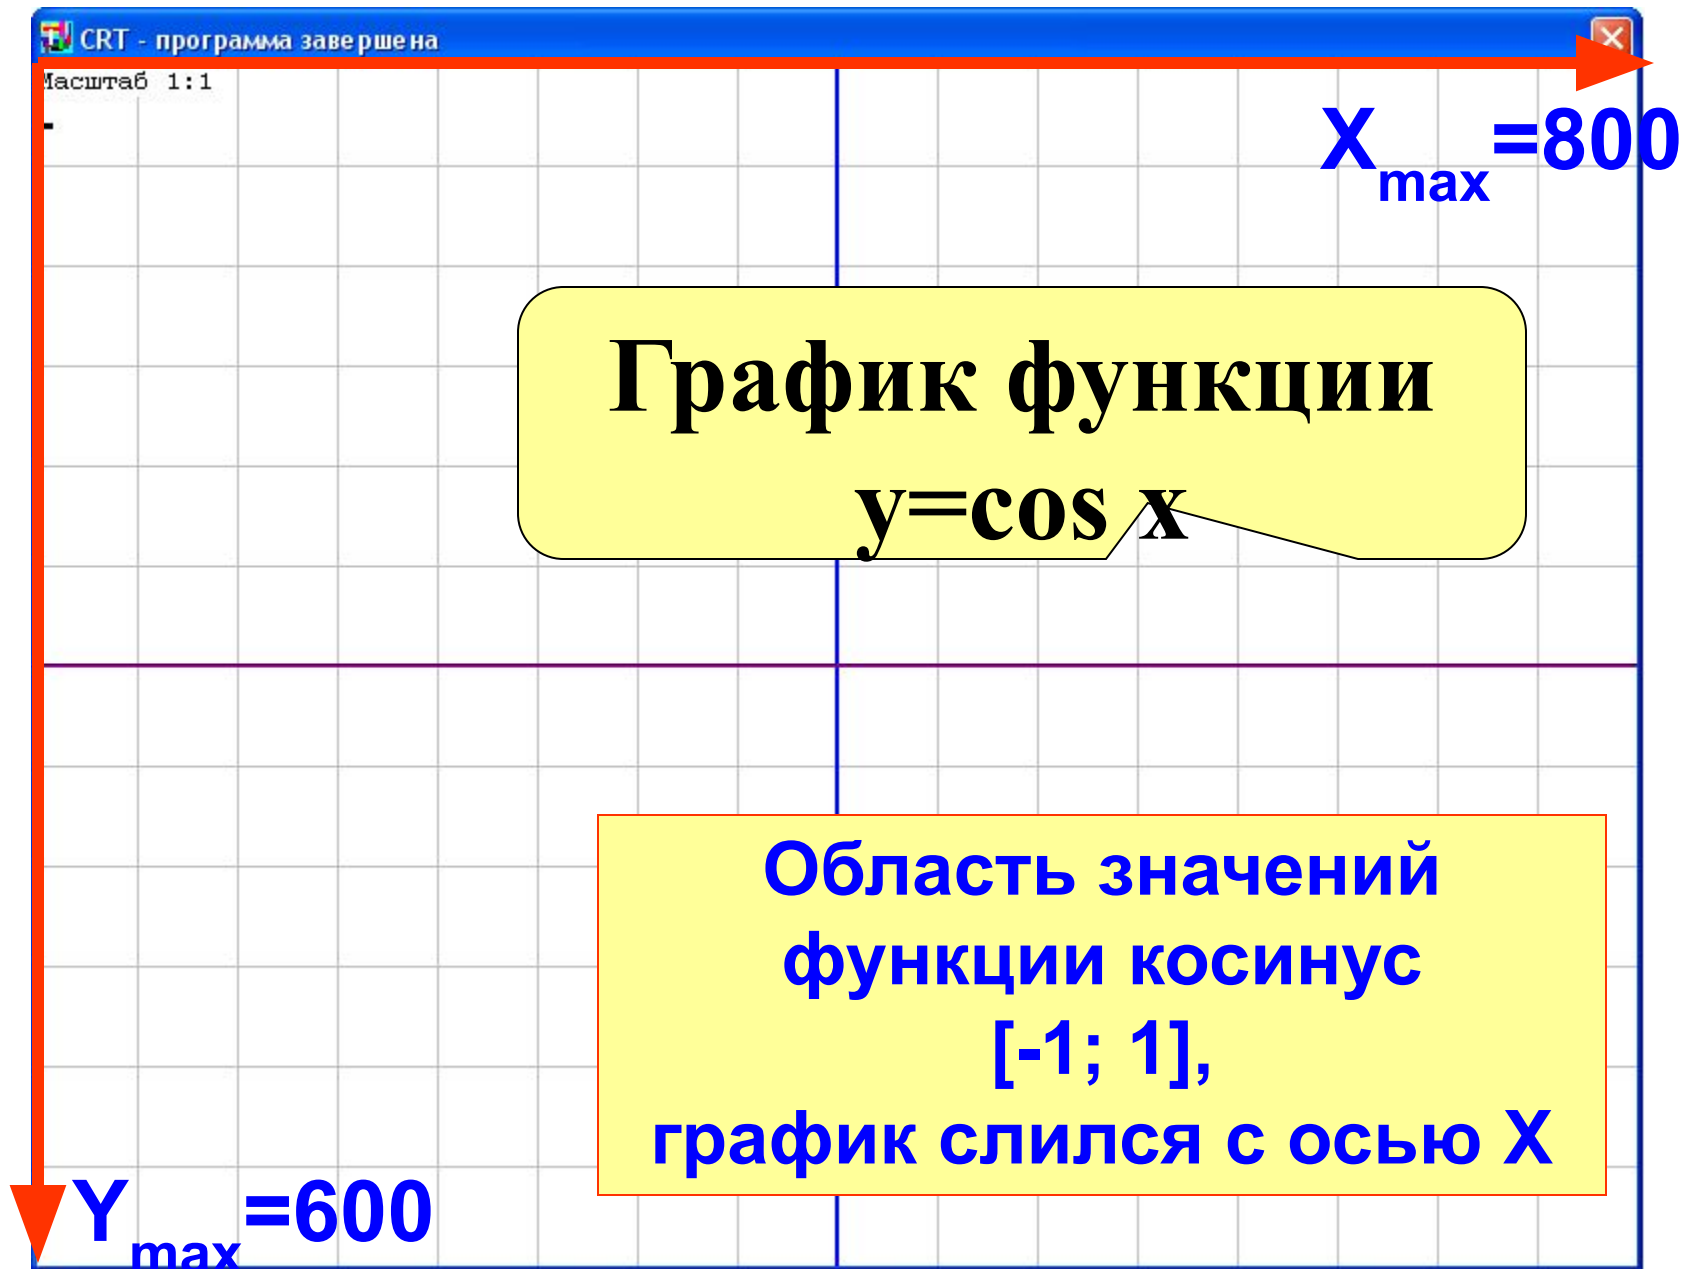 CRT - программа завершена
Масштаб 1:1
Xmax=800
График функции
y=cos x
Область значений
функции косинус
[-1; 1],
график слился с осью X
Ymax=600